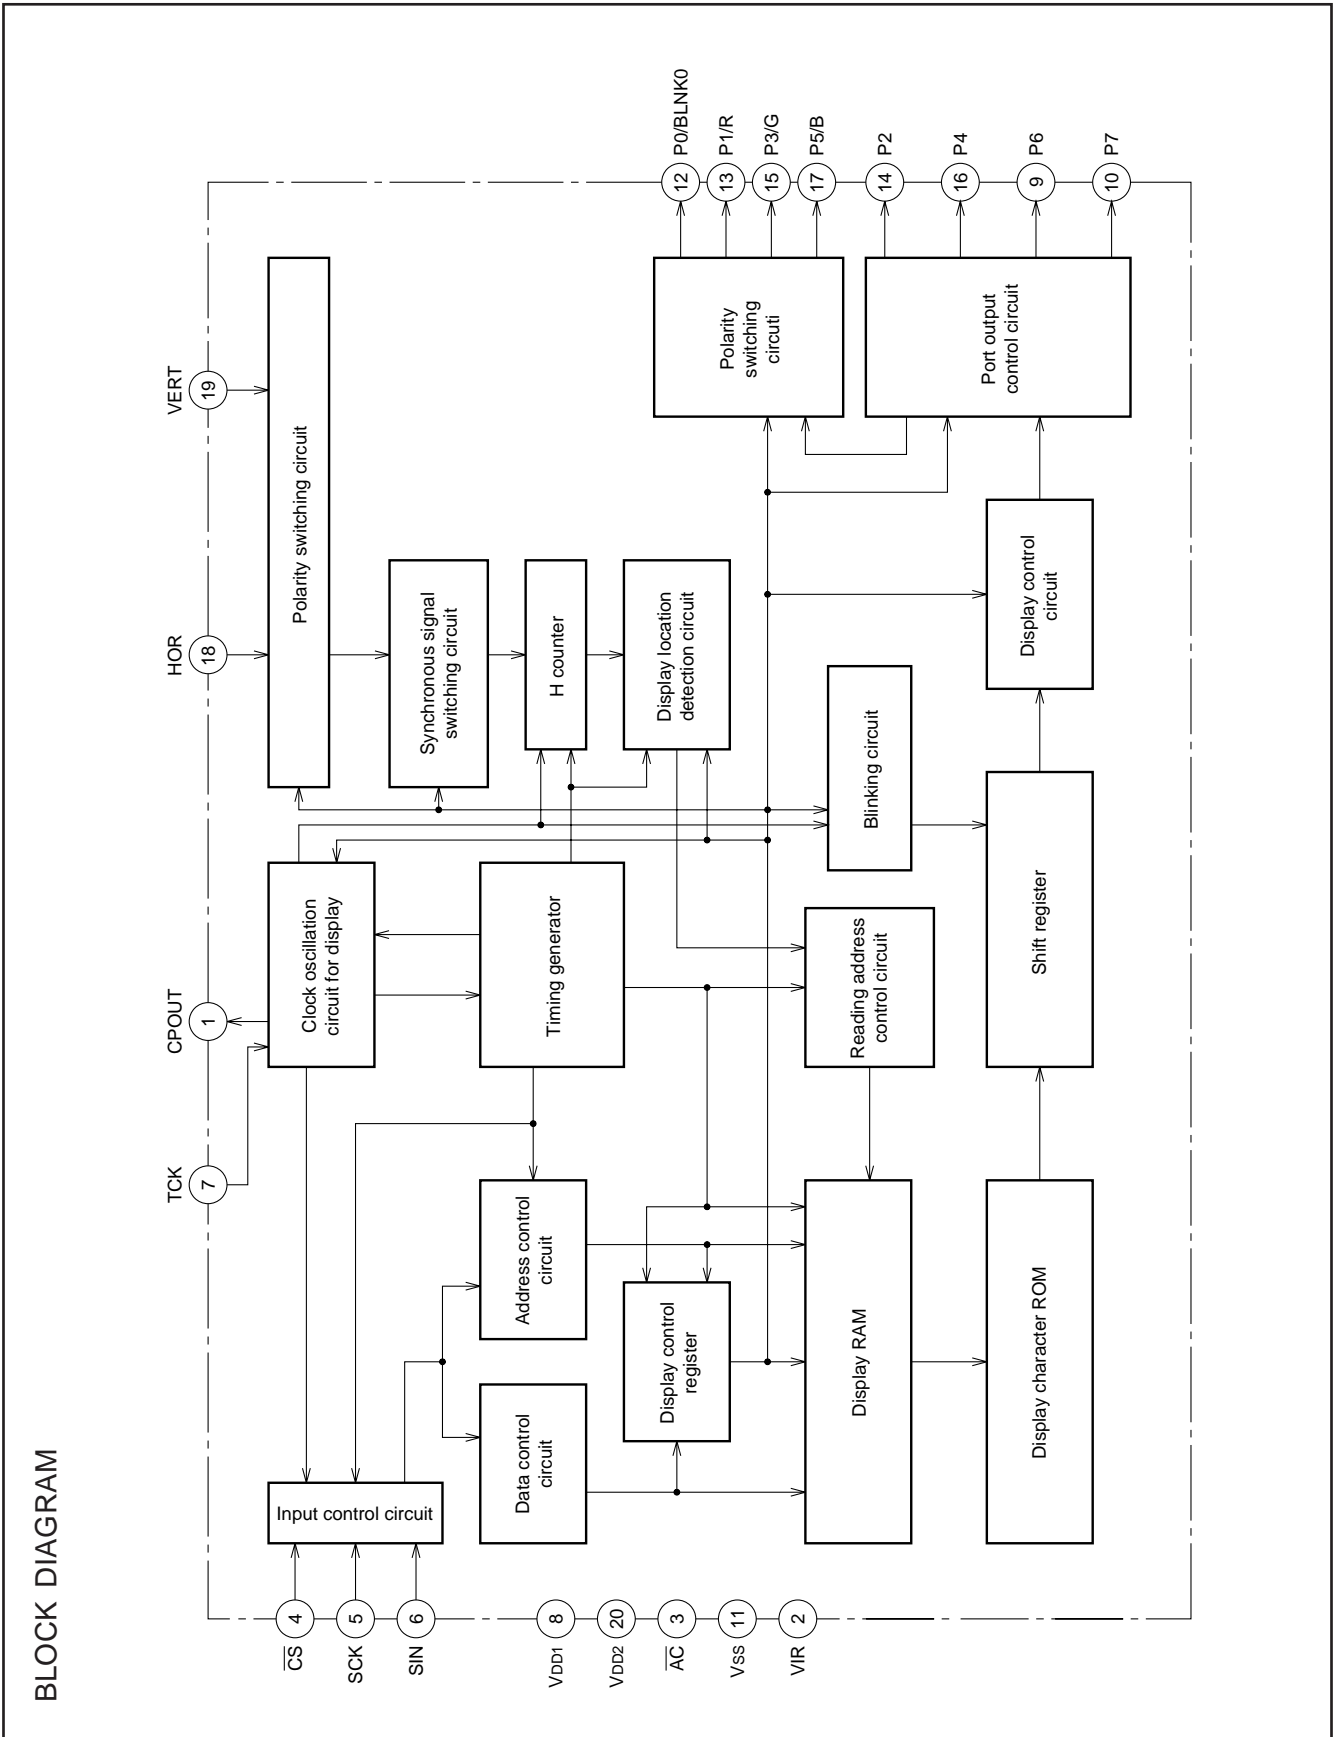 BLOCK DIAGRAM
TCK
7
CPOUT
1
HOR
18
VERT
19
CS
4
SCK
5
SIN
6
VDD1
8
VDD2
20
AC
3
VSS
11
VIR
2
Input control circuit
Clock oscillation
circuit for display
Polarity switching circuit
Synchronous signal
switching circuit
Data control
circuit
Address control
circuit
Timing generator
H counter
Display control
register
Display location
detection circuit
Display RAM
Reading address
control circuit
Blinking circuit
Display character ROM
Shift register
Display control
circuit
Polarity
switching
circuti
Port output
control circuit
12
P0/BLNK0
13
P1/R
15
P3/G
17
P5/B
14
P2
16
P4
9
P6
10
P7